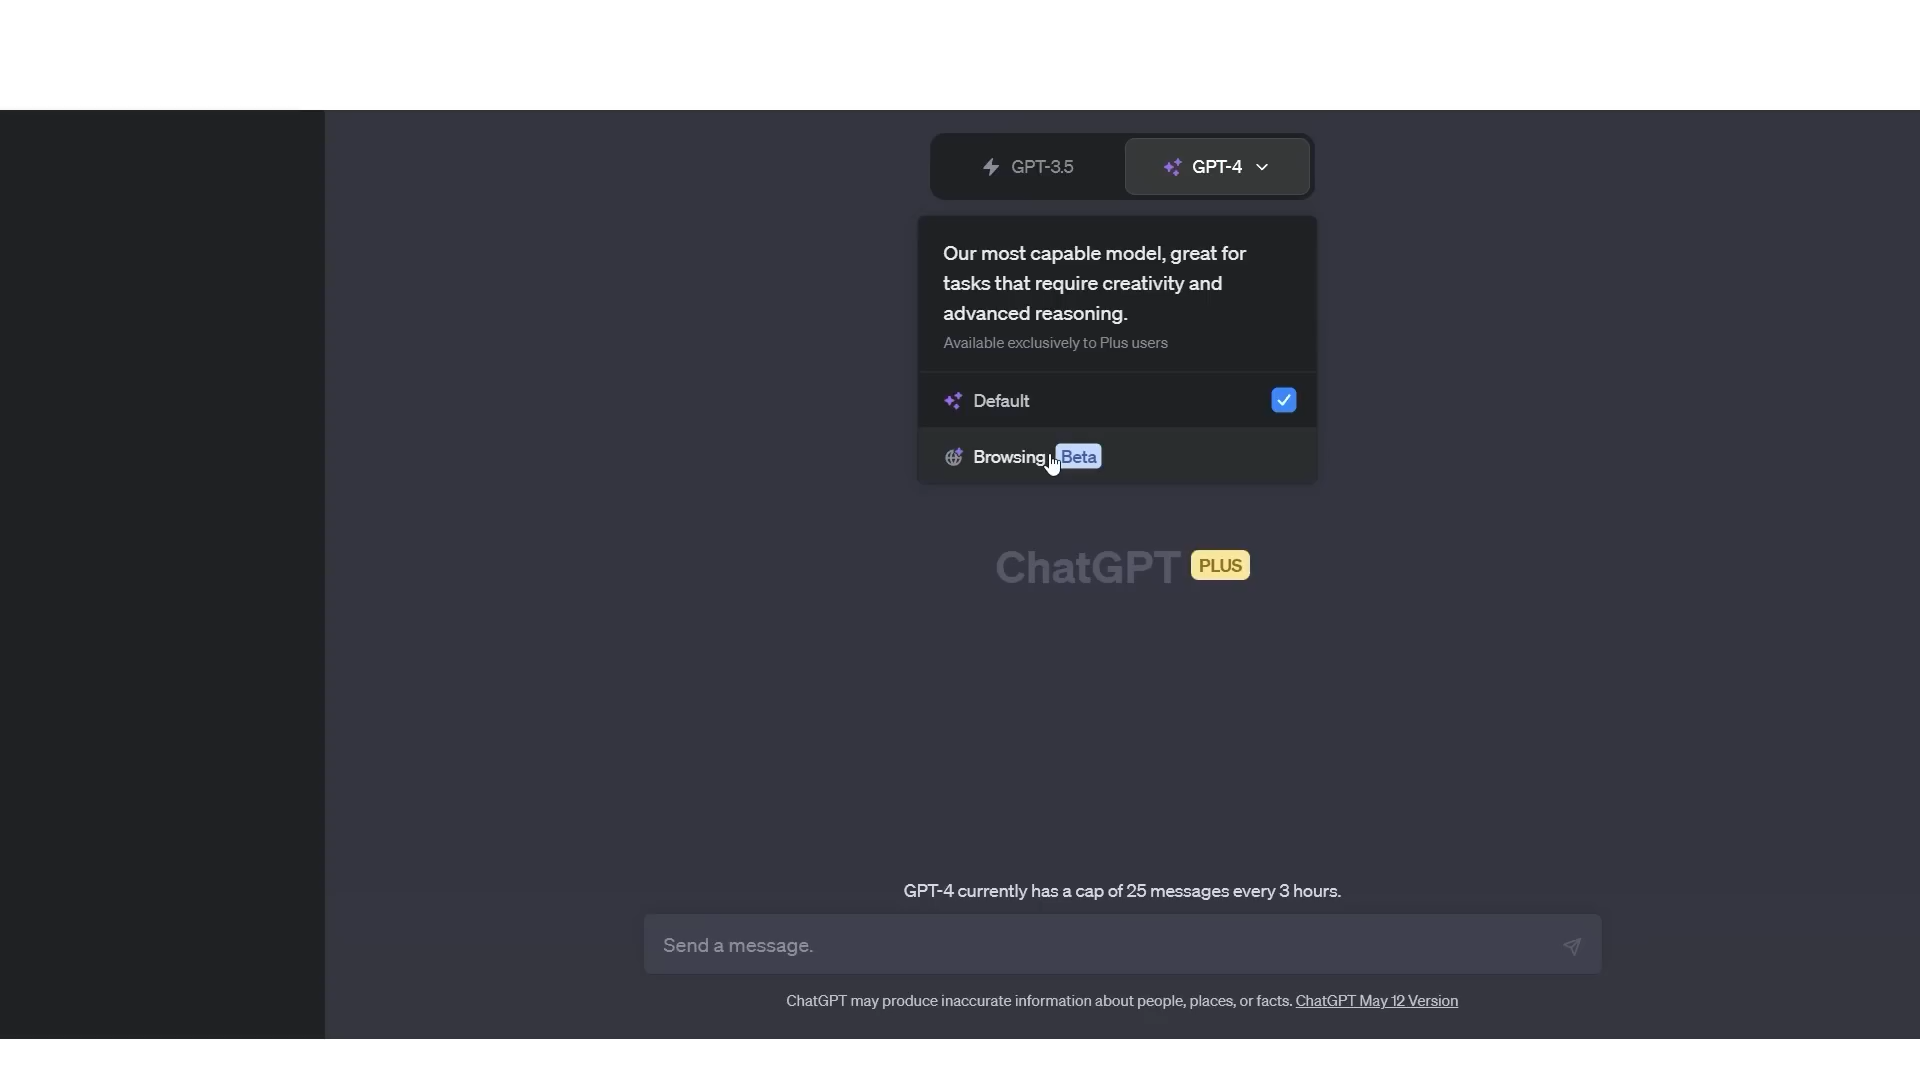 GPT-3.5
GPT-4
Our most capable model, great for
tasks that require creativity and
advanced reasoning.
Available exclusively to Plus users
Default
Browsing Beta
ChatGPT PLUS
GPT-4 currently has a cap of 25 messages every 3 hours.
Send a message.
ChatGPT may produce inaccurate information about people, places, or facts. ChatGPT May 12 Version